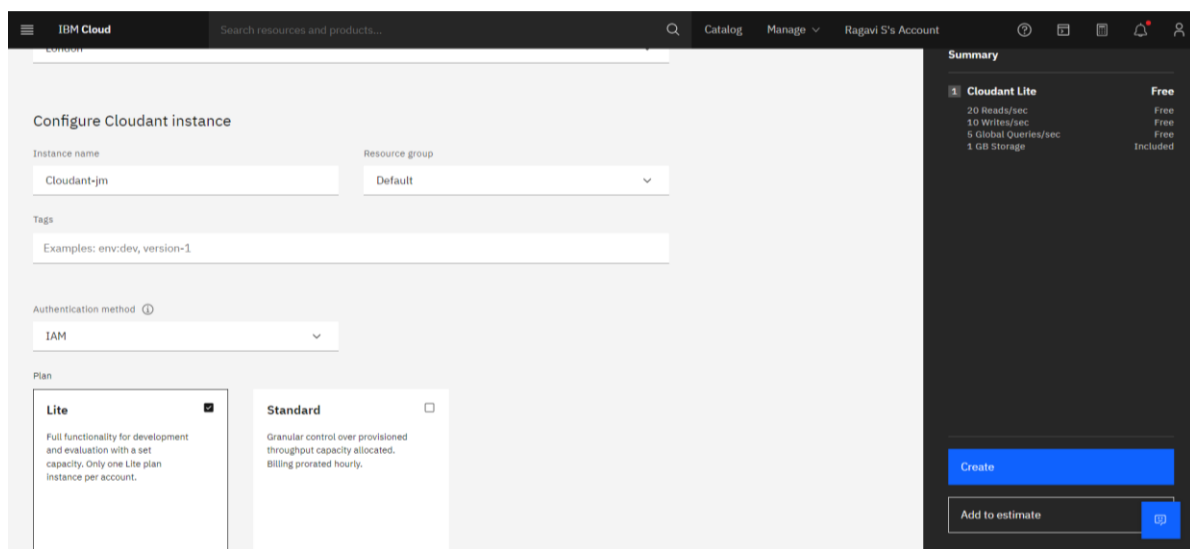 IBM Cloud
Search resources and products...
Catalog
Manage
Ragavi S's Account
London
Summary
1 Cloudant Lite Free
20 Reads/sec Free
10 Writes/sec Free
5 Global Queries/sec Free
1 GB Storage Included
Configure Cloudant instance
Instance name
Cloudant-jm
Resource group
Default
Tags
Examples: env:dev, version-1
Authentication method
IAM
Plan
Lite
Full functionality for development
and evaluation with a set
capacity. Only one Lite plan
instance per account.
Standard
Granular control over provisioned
throughput capacity allocated.
Billing prorated hourly.
Create
Add to estimate